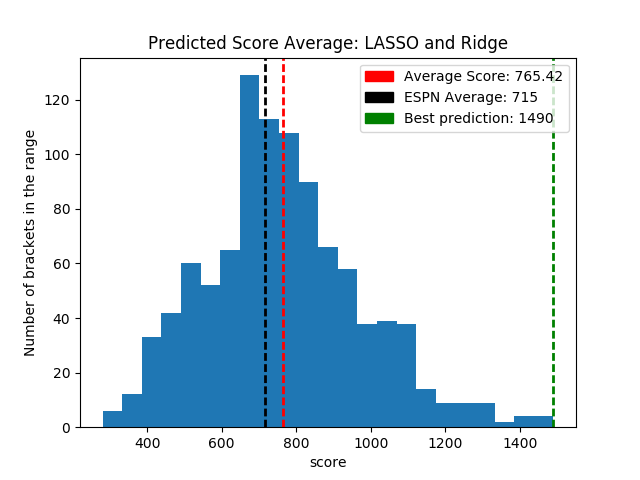 Predicted Score Average: LASSO and Ridge
Average Score: 765.42
ESPN Average: 715
Best prediction: 1490
Number of brackets in the range
120
100
80
60
40
20
0
400 600 800 1000 1200 1400
score